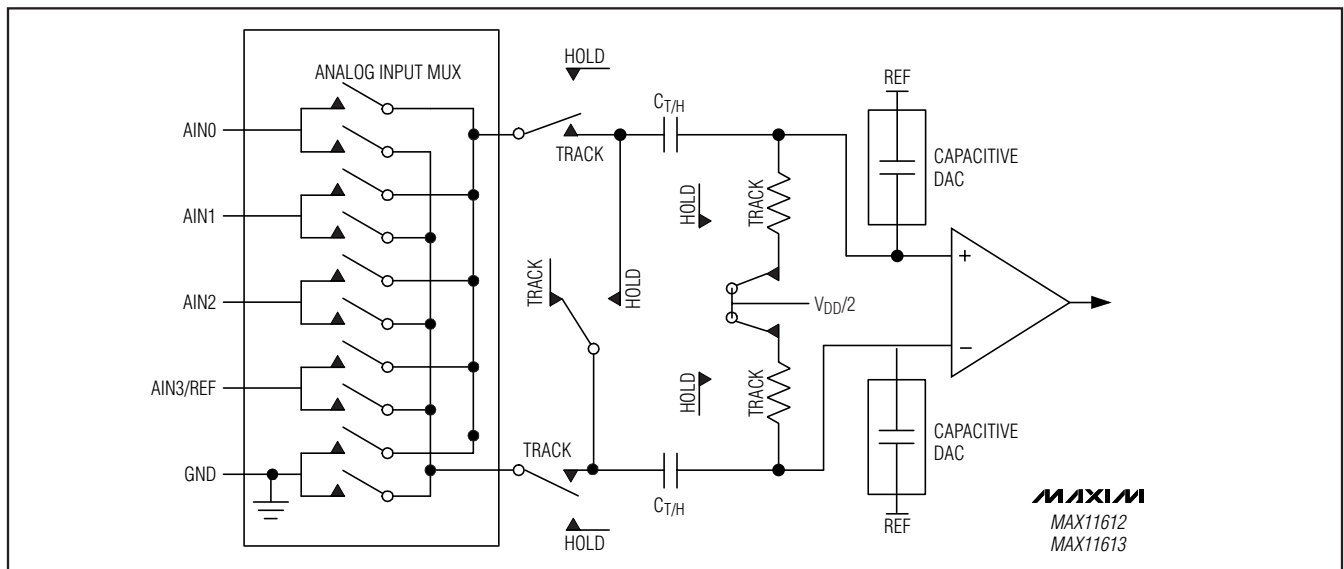 ANALOG INPUT MUX
AIN0
AIN1
AIN2
AIN3/REF
GND
HOLD
TRACK
CT/H
HOLD
TRACK
HOLD
TRACK
VDD/2
HOLD
TRACK
TRACK
HOLD
CT/H
REF
CAPACITIVE
DAC
+
−
CAPACITIVE
DAC
REF
MAXIM
MAX11612
MAX11613